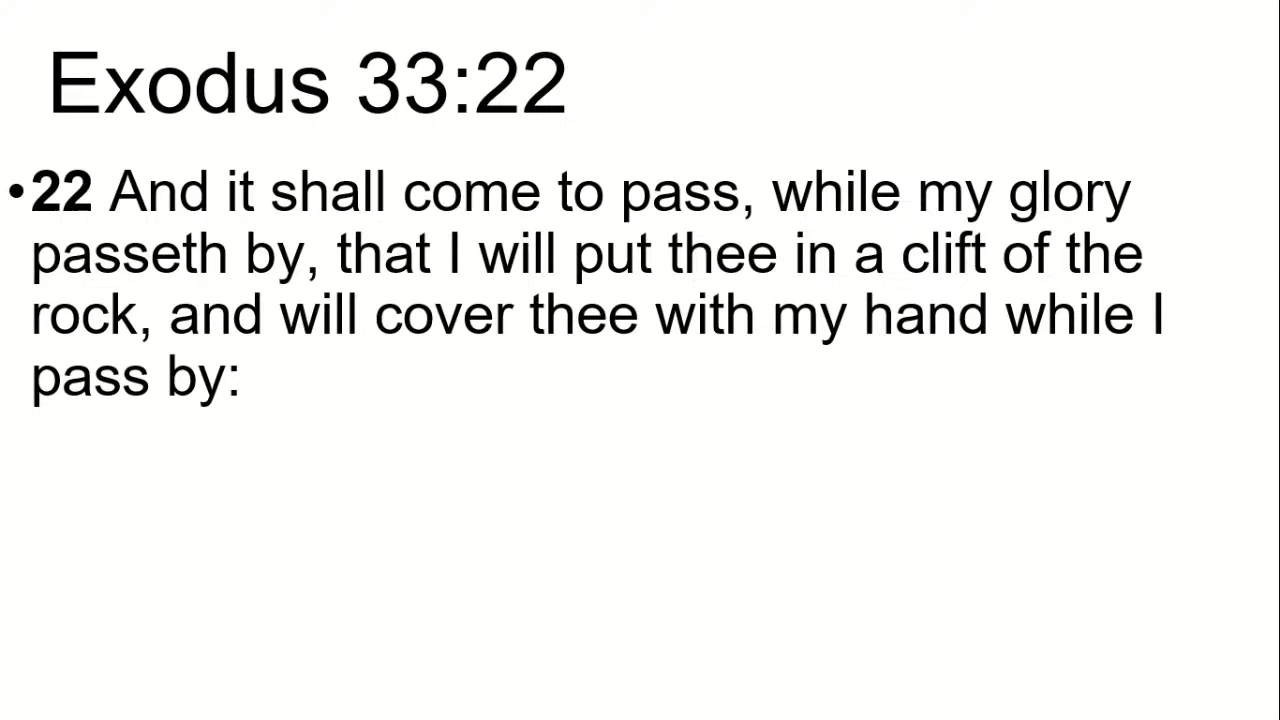 Exodus 33:22
•22 And it shall come to pass, while my glory
passeth by, that I will put thee in a clift of the
rock, and will cover thee with my hand while I
pass by: